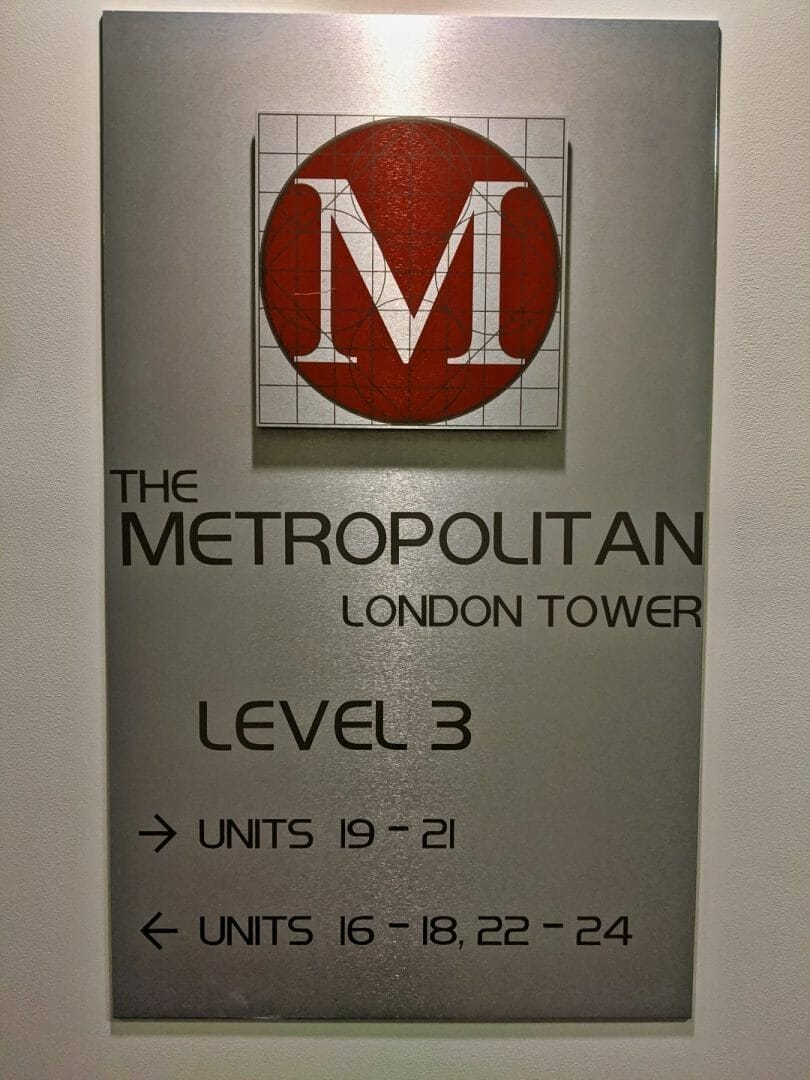 M
THE
METROPOLITAN
LONDON TOWER
LEVEL 3
→ UNITS 19 - 21
← UNITS 16 - 18, 22 - 24